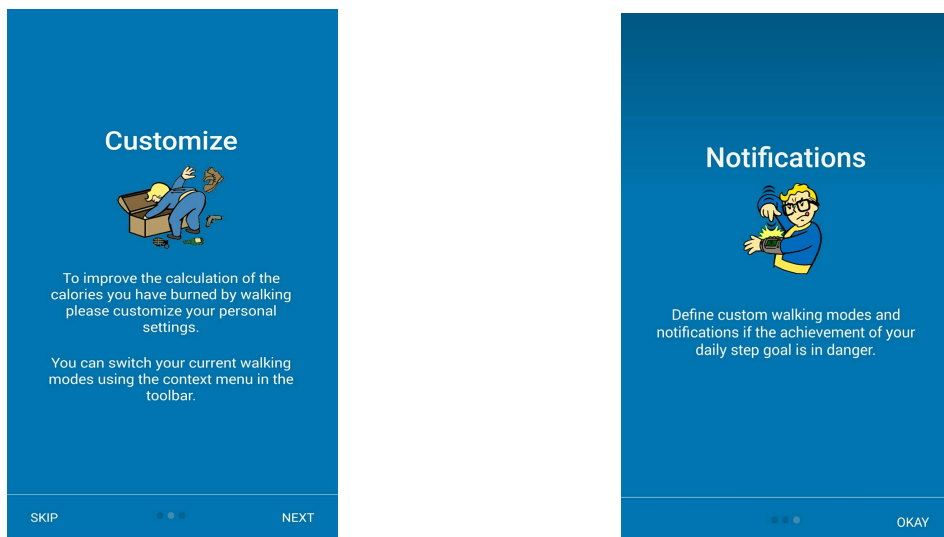 Customize
To improve the calculation of the
calories you have burned by walking
please customize your personal
settings.
You can switch your current walking
modes using the context menu in the
toolbar.
SKIP
NEXT
Notifications
Define custom walking modes and
notifications if the achievement of your
daily step goal is in danger.
OKAY